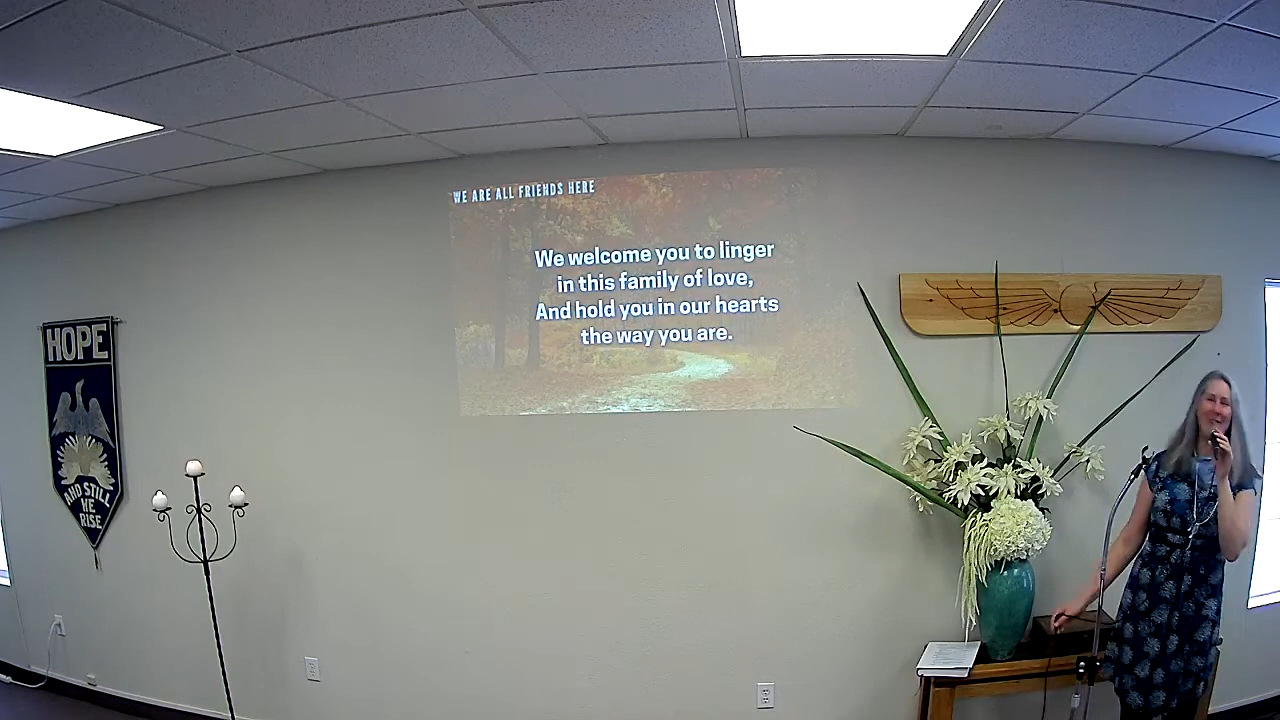 WE ARE ALL FRIENDS HERE
We welcome you to linger
in this family of love,
And hold you in our hearts
the way you are.
HOPE
AND STILL
WE
RISE